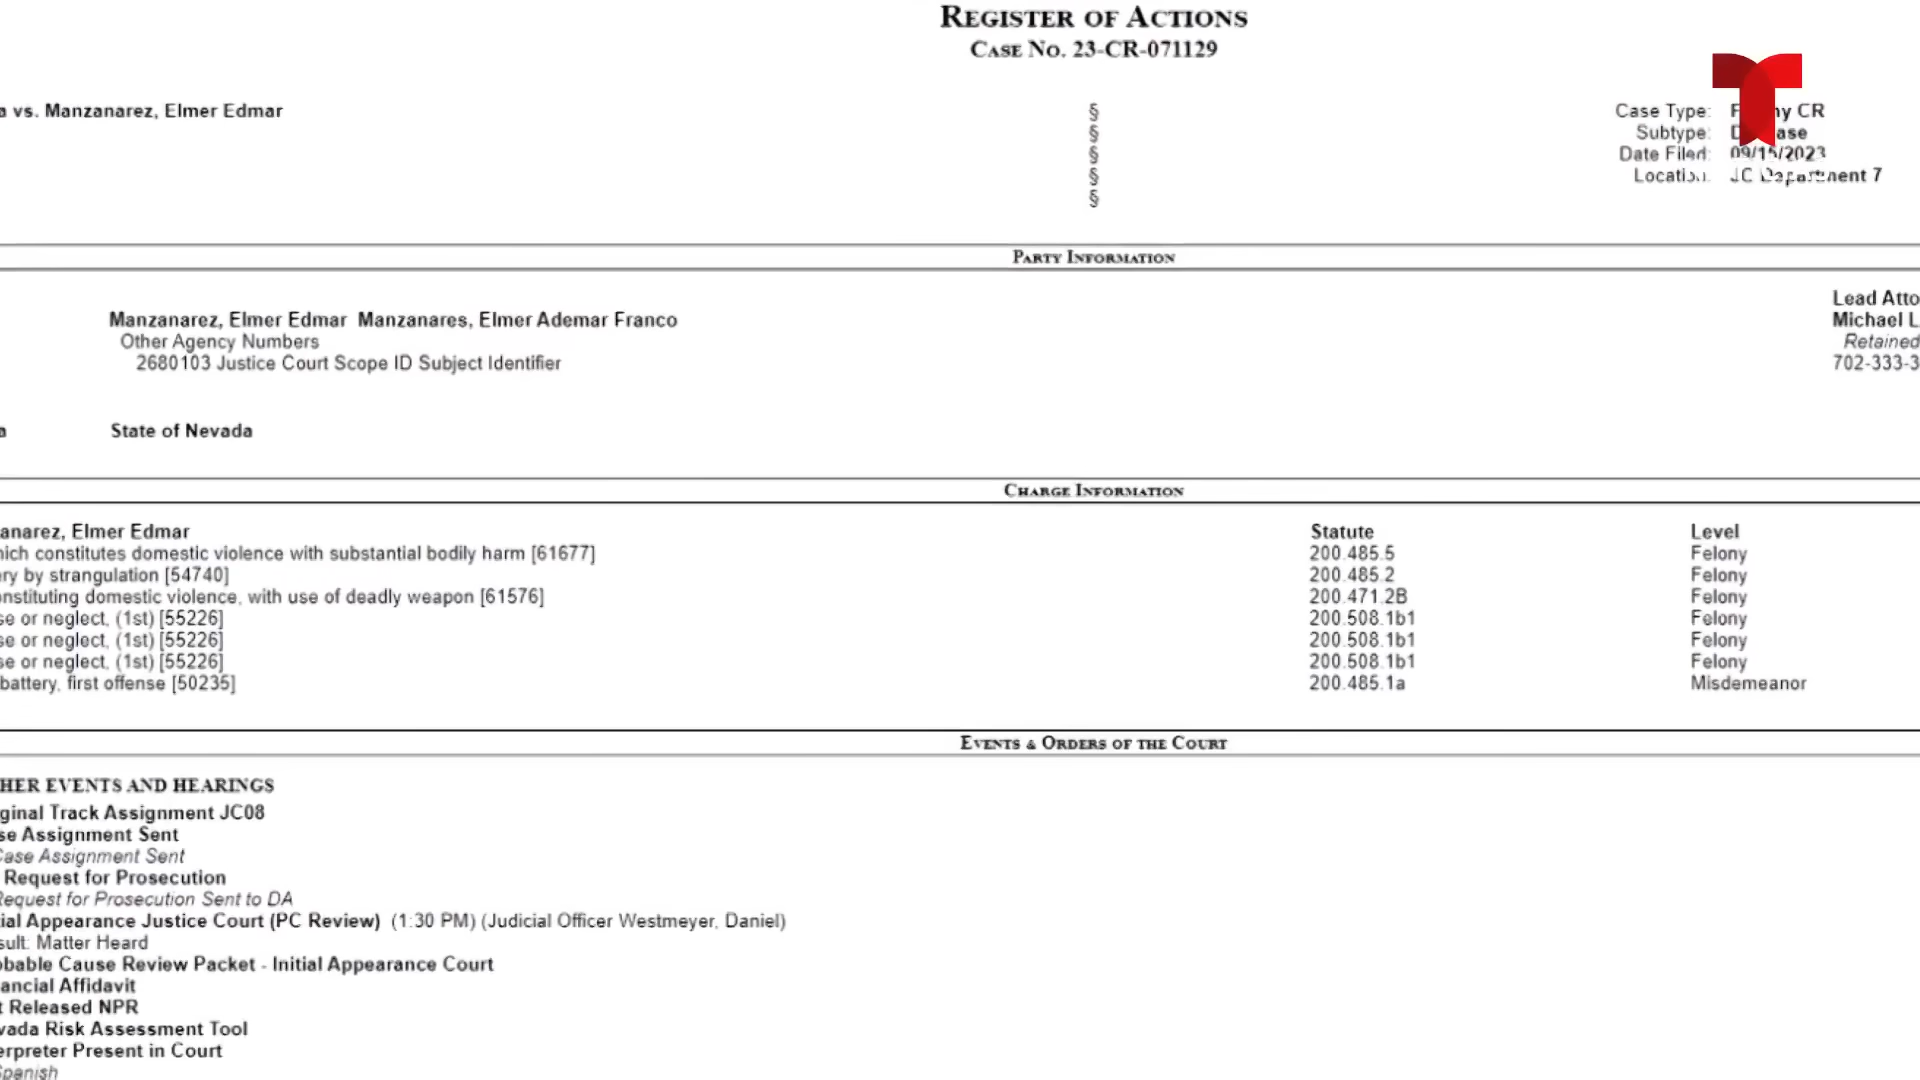 REGISTER OF ACTIONS
CASE NO. 23-CR-071129
a vs. Manzanarez, Elmer Edmar
§
§
§
§
§
Case Type: CR
Subtype:
Date Filed: 09/15/2023
Location: JC Department 7
PARTY INFORMATION
Lead Atto
Manzanarez, Elmer Edmar Manzanares, Elmer Ademar Franco
Michael L
Other Agency Numbers
Retained
2680103 Justice Court Scope ID Subject Identifier
702-333-3
a State of Nevada
CHARGE INFORMATION
anarez, Elmer Edmar Statute Level
hich constitutes domestic violence with substantial bodily harm [61677] 200.485.5 Felony
ery by strangulation [54740] 200.485.2 Felony
onstituting domestic violence, with use of deadly weapon [61576] 200.471.2B Felony
se or neglect, (1st) [55226] 200.508.1b1 Felony
se or neglect, (1st) [55226] 200.508.1b1 Felony
se or neglect, (1st) [55226] 200.508.1b1 Felony
battery, first offense [50235] 200.485.1a Misdemeanor
EVENTS & ORDERS OF THE COURT
HER EVENTS AND HEARINGS
ginal Track Assignment JC08
se Assignment Sent
Case Assignment Sent
Request for Prosecution
Request for Prosecution Sent to DA
tial Appearance Justice Court (PC Review) (1:30 PM) (Judicial Officer Westmeyer, Daniel)
sult: Matter Heard
obable Cause Review Packet - Initial Appearance Court
ancial Affidavit
t Released NPR
vada Risk Assessment Tool
erpreter Present in Court
Spanish